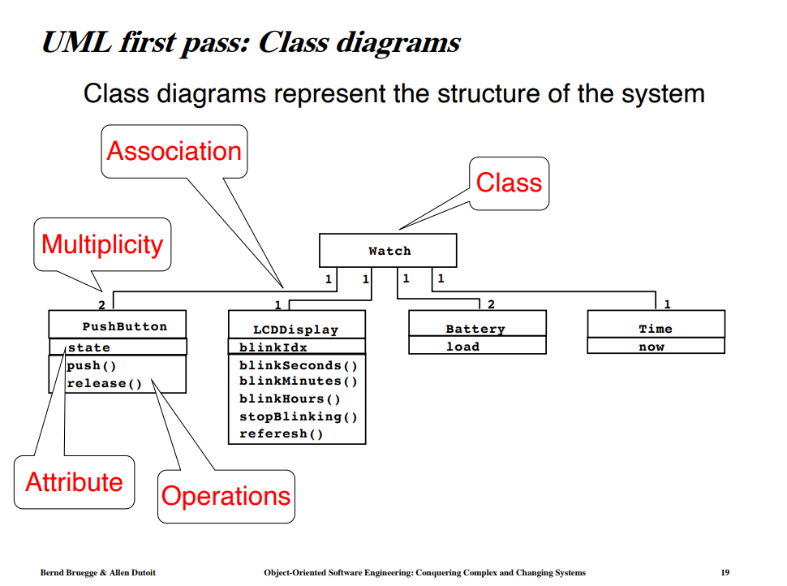 UML first pass: Class diagrams
Class diagrams represent the structure of the system
Association
Class
Multiplicity
Watch
1 1 1 1
2 1 2 1
PushButton
state
push()
release()
LCDDisplay
blinkIdx
blinkSeconds()
blinkMinutes()
blinkHours()
stopBlinking()
referesh()
Battery
load
Time
now
Attribute
Operations
Bernd Bruegge & Allen Dutoit
Object-Oriented Software Engineering: Conquering Complex and Changing Systems
19